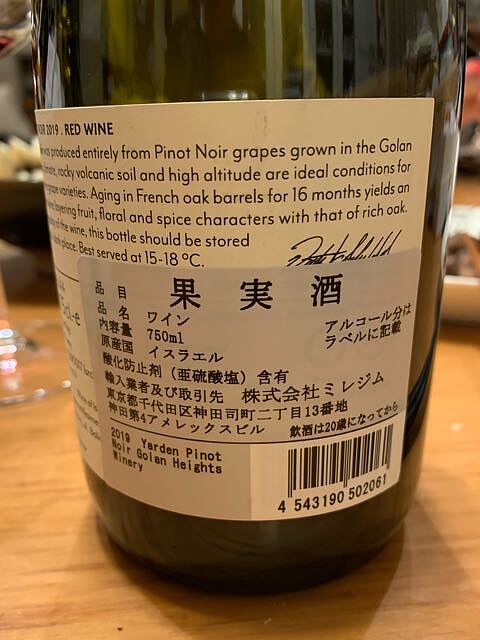 2019 . RED WINE
was produced entirely from Pinot Noir grapes grown in the Golan
rocky volcanic soil and high altitude are ideal conditions for
grape varieties. Aging in French oak barrels for 16 months yields an
layering fruit, floral and spice characters with that of rich oak.
of the wine, this bottle should be stored
place. Best served at 15-18 °C.
品目 果実酒
品名 ワイン
内容量 750ml
アルコール分は
ラベルに記載
原産国 イスラエル
酸化防止剤（亜硫酸塩）含有
輸入業者及び取引先 株式会社ミレジム
東京都千代田区神田司町二丁目13番地
神田第4アメレックスビル 飲酒は20歳になってから
2019 Yarden Pinot
Noir Golan Heights
Winery
4 543190 502061